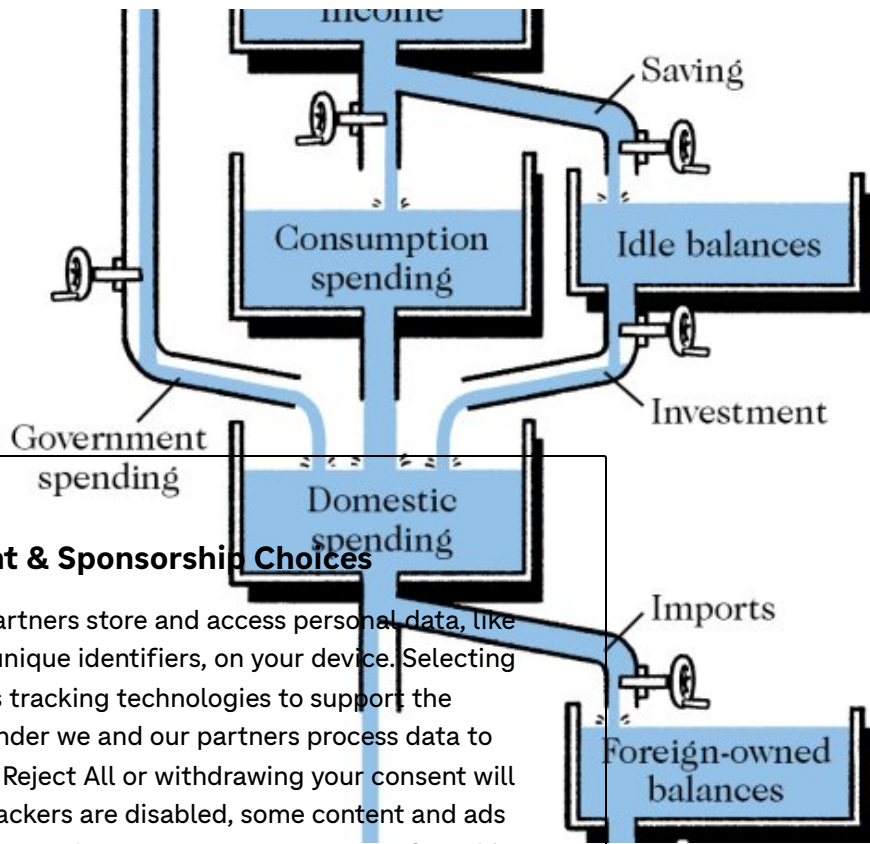 Income
Saving
Consumption
spending
Idle balances
Investment
Government
spending
Domestic
spending
nt & Sponsorship Choices
artners store and access personal data, like
unique identifiers, on your device. Selecting
s tracking technologies to support the
nder we and our partners process data to
Reject All or withdrawing your consent will
ackers are disabled, some content and ads
Imports
Foreign-owned
balances